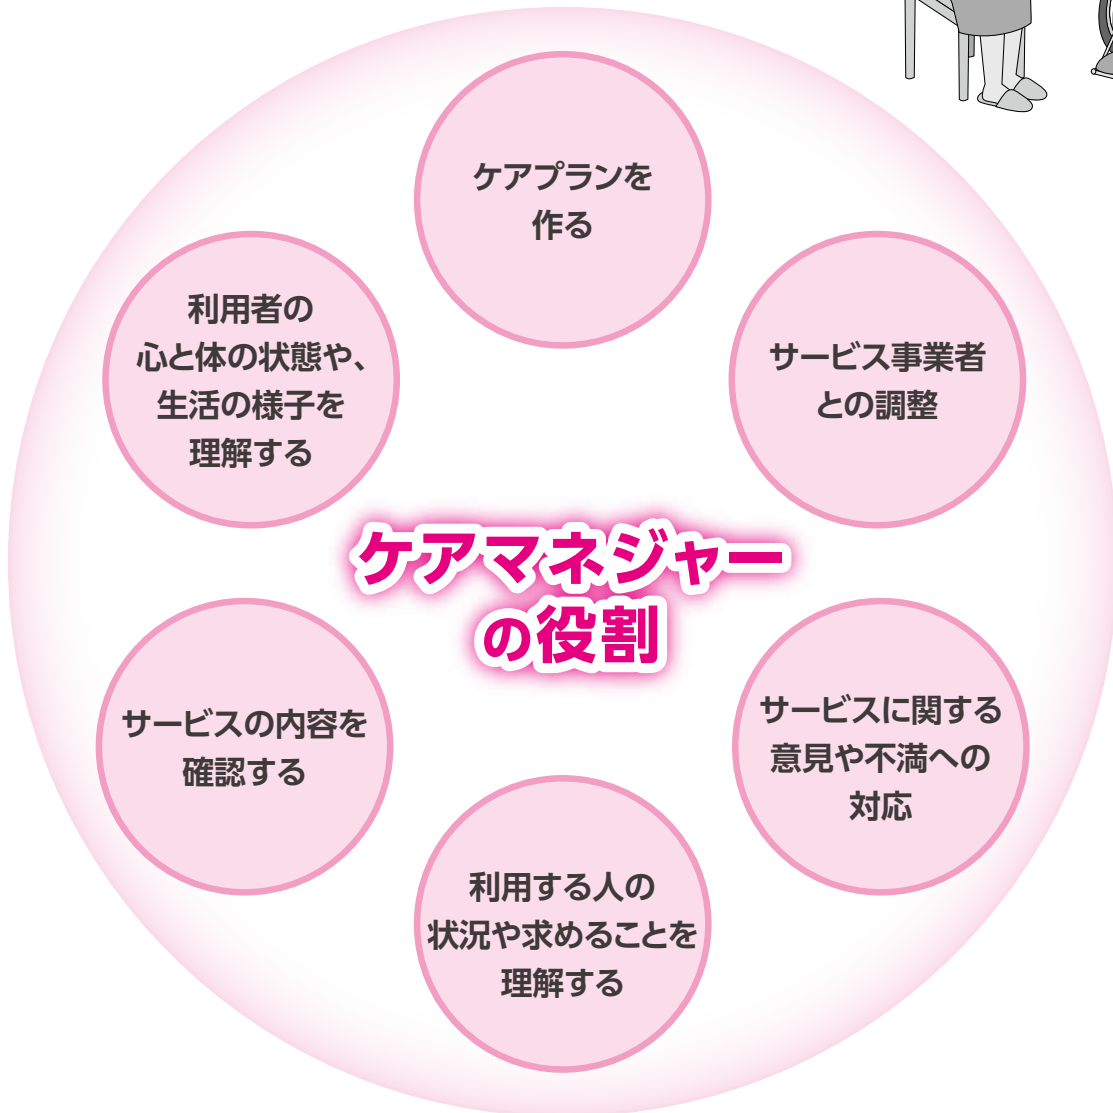 ケアプランを
作る
利用者の
心と体の状態や、
生活の様子を
理解する
サービス事業者
との調整
ケアマネジャー
の役割
サービスの内容を
確認する
サービスに関する
意見や不満への
対応
利用する人の
状況や求めることを
理解する